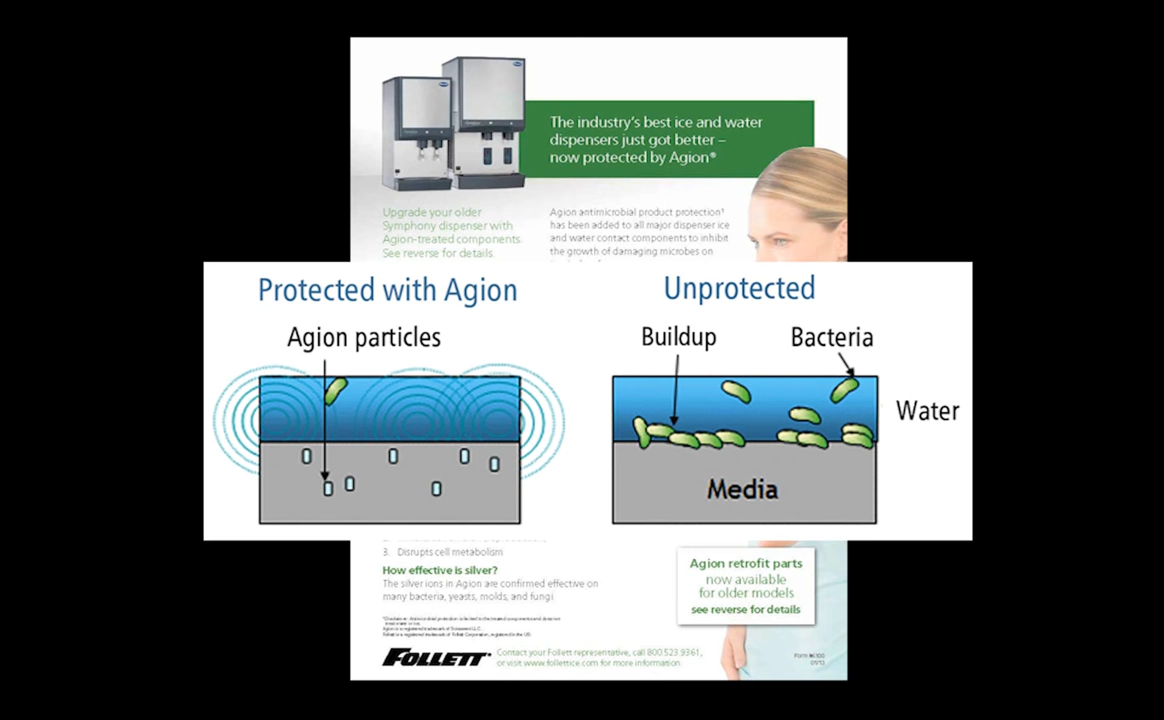 The industry's best ice and water
dispensers just got better –
now protected by Agion®
Upgrade your older
Symphony dispenser with
Agion-treated components.
See reverse for details.
Agion antimicrobial product protection†
has been added to all major dispenser ice
and water contact components to inhibit
the growth of damaging microbes on
Protected with Agion
Unprotected
Agion particles
Buildup
Bacteria
Water
Media
3. Disrupts cell metabolism
How effective is silver?
The silver ions in Agion are confirmed effective on
many bacteria, yeasts, molds, and fungi.
Agion retrofit parts
now available
for older models
see reverse for details
FOLLETT
Contact your Follett representative, call 800.523.9361,
or visit www.follettice.com for more information.